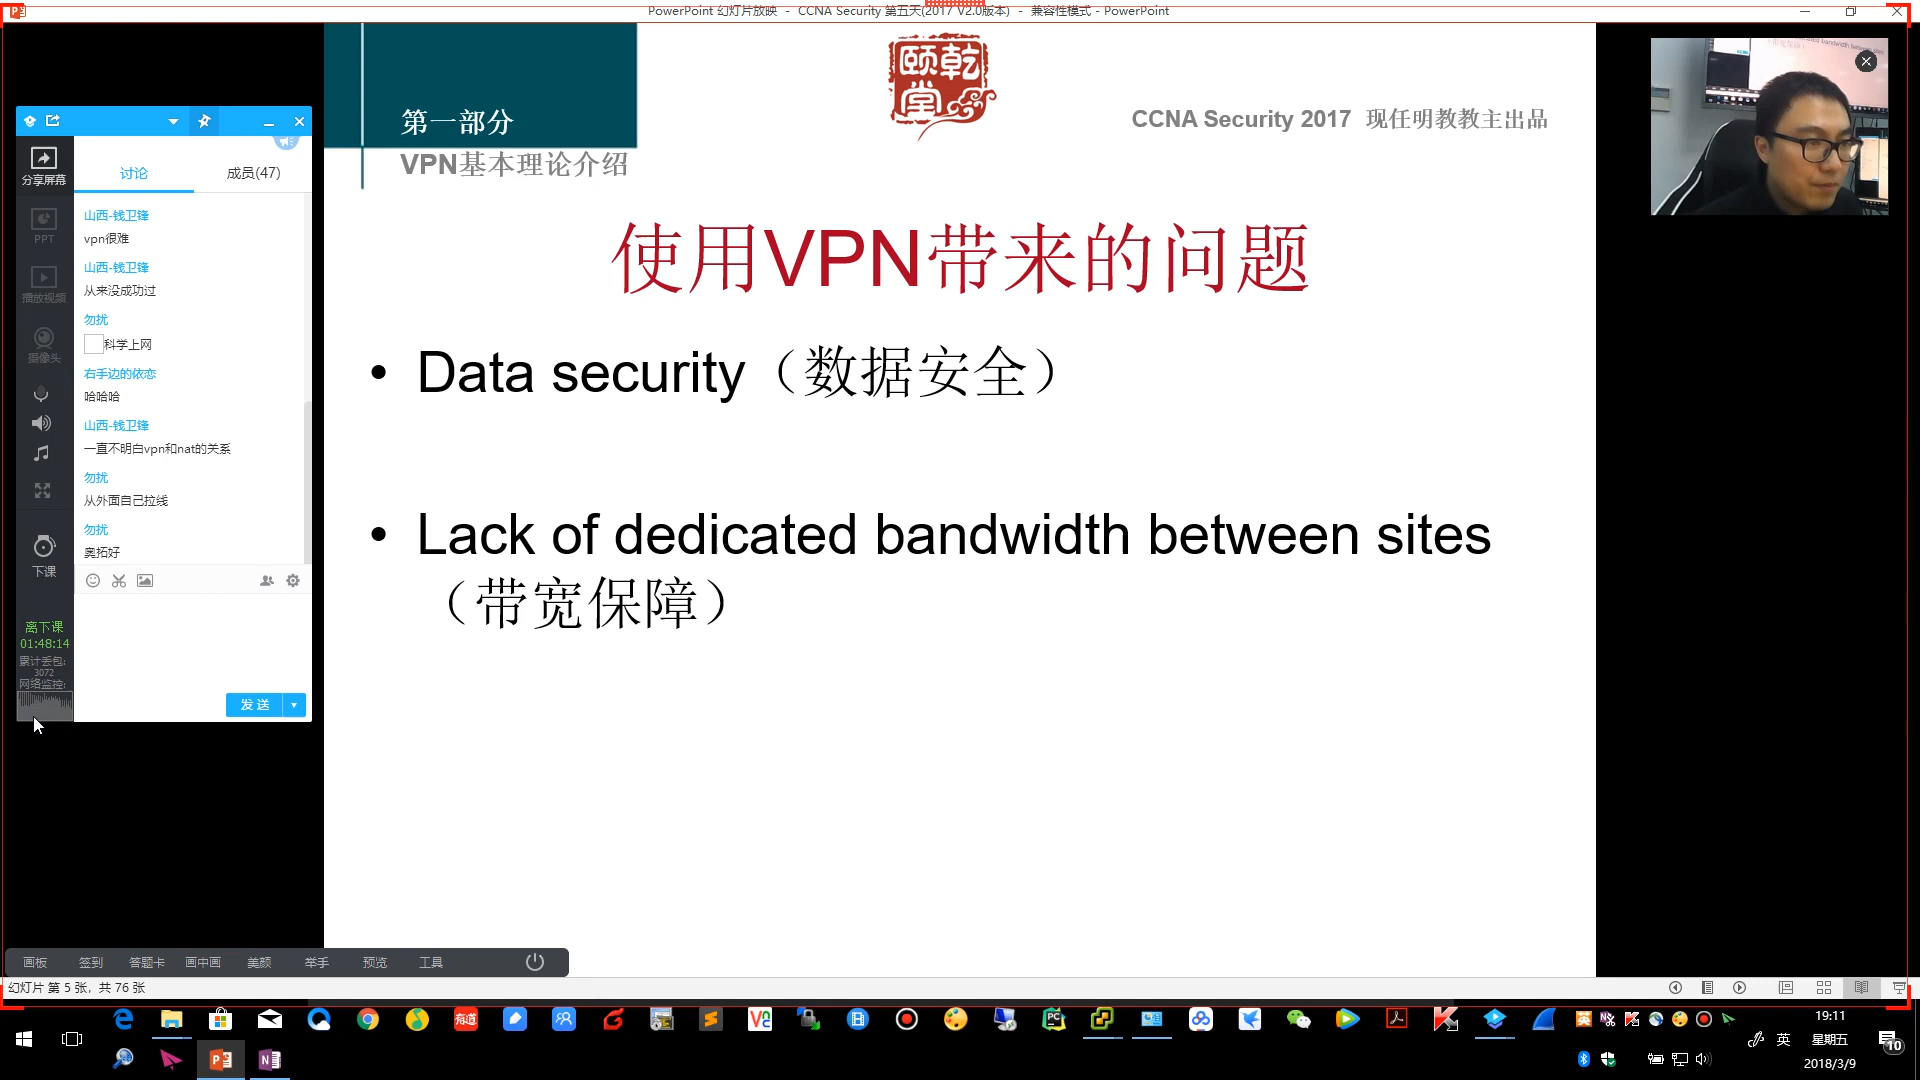 PowerPoint 幻灯片放映 - CCNA Security 第五天(2017 V2.0版本) - 兼容性模式 - PowerPoint
第一部分
VPN基本理论介绍
乾颐堂
CCNA Security 2017 现任明教教主出品
使用VPN带来的问题
• Data security（数据安全）
• Lack of dedicated bandwidth between sites
（带宽保障）
分享屏幕
PPT
播放视频
摄像头
下课
离下课
01:48:14
累计丢包:
3072
网络监控:
讨论
成员(47)
山西-钱卫锋
vpn很难
山西-钱卫锋
从来没成功过
勿扰
科学上网
右手边的依恋
哈哈哈
山西-钱卫锋
一直不明白vpn和nat的关系
勿扰
从外面自己拉线
勿扰
奥拓好
发送
画板 签到 答题卡 画中画 美颜 举手 预览 工具
幻灯片 第 5 张，共 76 张
有道
英
19:11
星期五
2018/3/9
10